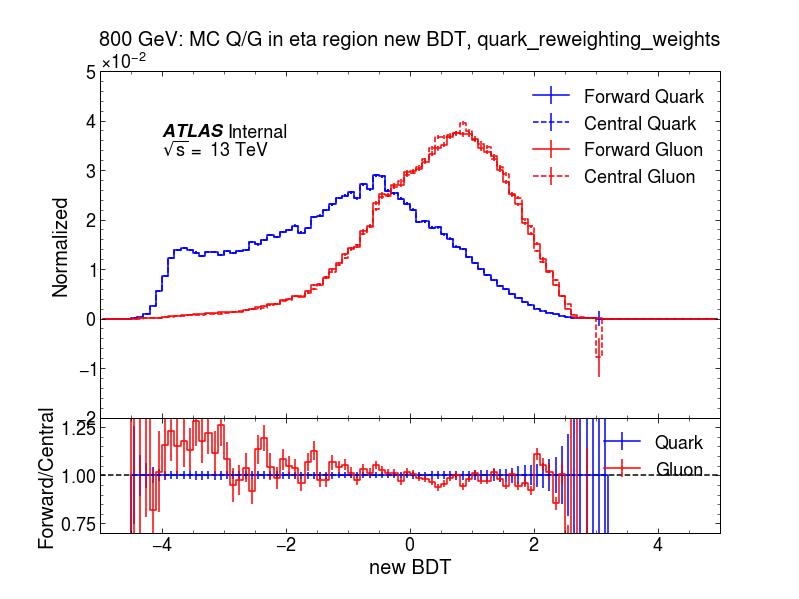 800 GeV: MC Q/G in eta region new BDT, quark_reweighting_weights
×10⁻²
5
4
3
2
1
0
−1
−2
Normalized
ATLAS Internal
√s = 13 TeV
Forward Quark
Central Quark
Forward Gluon
Central Gluon
1.25
1.00
0.75
Forward/Central
Quark
Gluon
−4 −2 0 2 4
new BDT